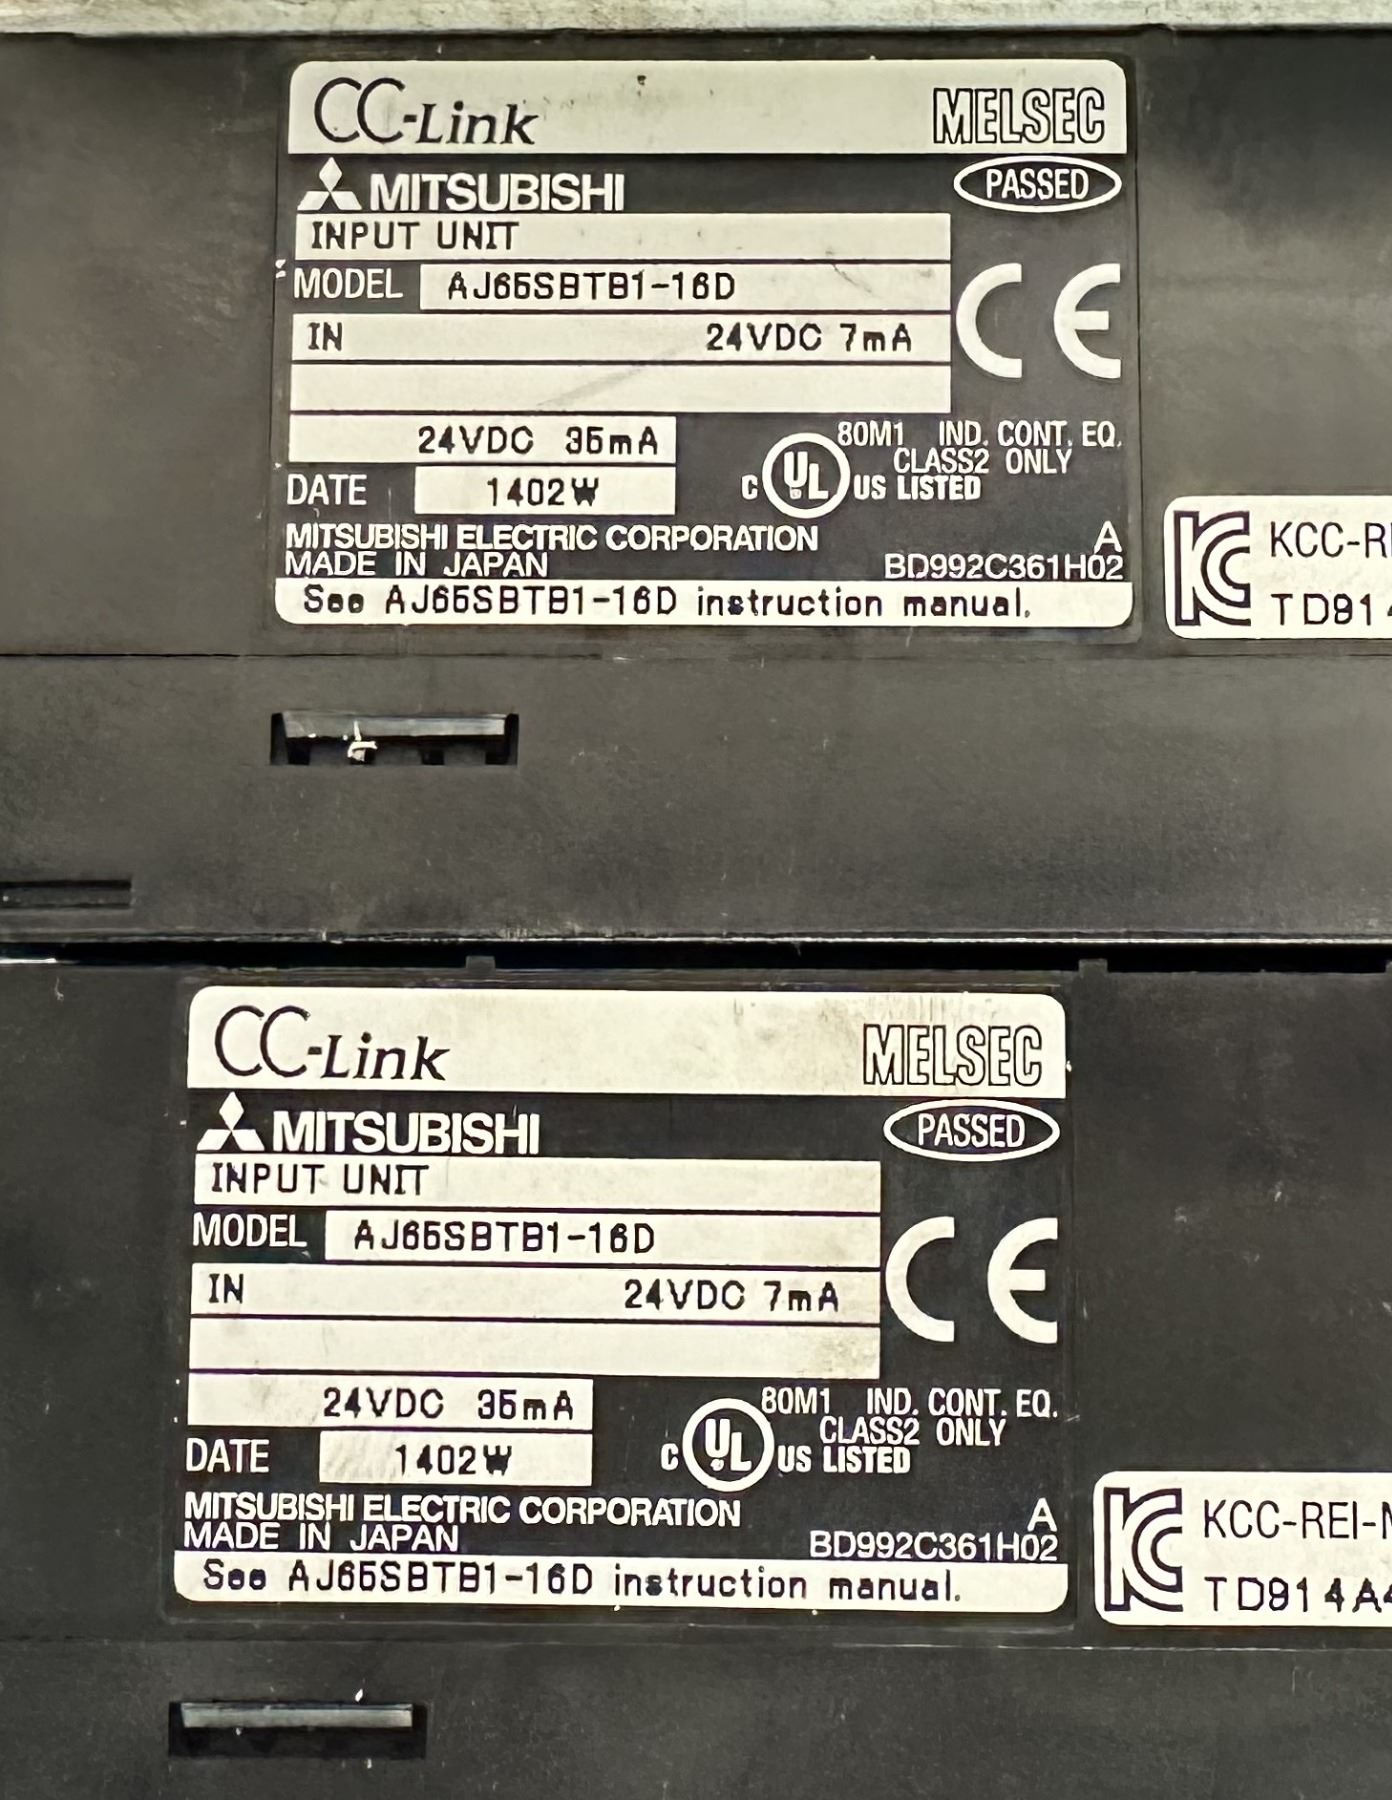 CC-Link MELSEC
MITSUBISHI PASSED
INPUT UNIT
MODEL AJ65SBTB1-16D
IN 24VDC 7mA
CE
24VDC 35mA
80M1 IND. CONT. EQ.
CLASS2 ONLY
C UL US LISTED
DATE 1402W
MITSUBISHI ELECTRIC CORPORATION A
MADE IN JAPAN BD992C361H02
See AJ65SBTB1-16D instruction manual.
KCC-RE
TD914
CC-Link MELSEC
MITSUBISHI PASSED
INPUT UNIT
MODEL AJ65SBTB1-16D
IN 24VDC 7mA
CE
24VDC 35mA
80M1 IND. CONT. EQ.
CLASS2 ONLY
C UL US LISTED
DATE 1402W
MITSUBISHI ELECTRIC CORPORATION A
MADE IN JAPAN BD992C361H02
See AJ65SBTB1-16D instruction manual.
KCC-REI-M
TD914A4